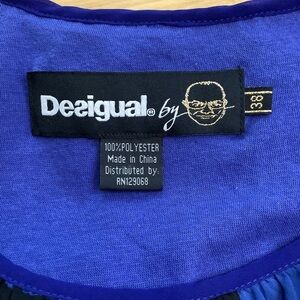 Desigual® by
38
100%POLYESTER
Made in China
Distributed by:
RN129068